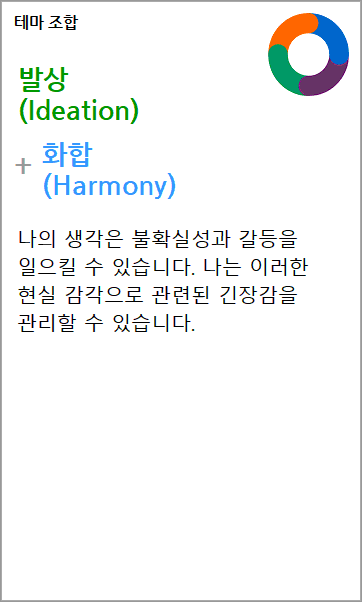 테마 조합
발상
(Ideation)
+ 화합
(Harmony)
나의 생각은 불확실성과 갈등을
일으킬 수 있습니다. 나는 이러한
현실 감각으로 관련된 긴장감을
관리할 수 있습니다.